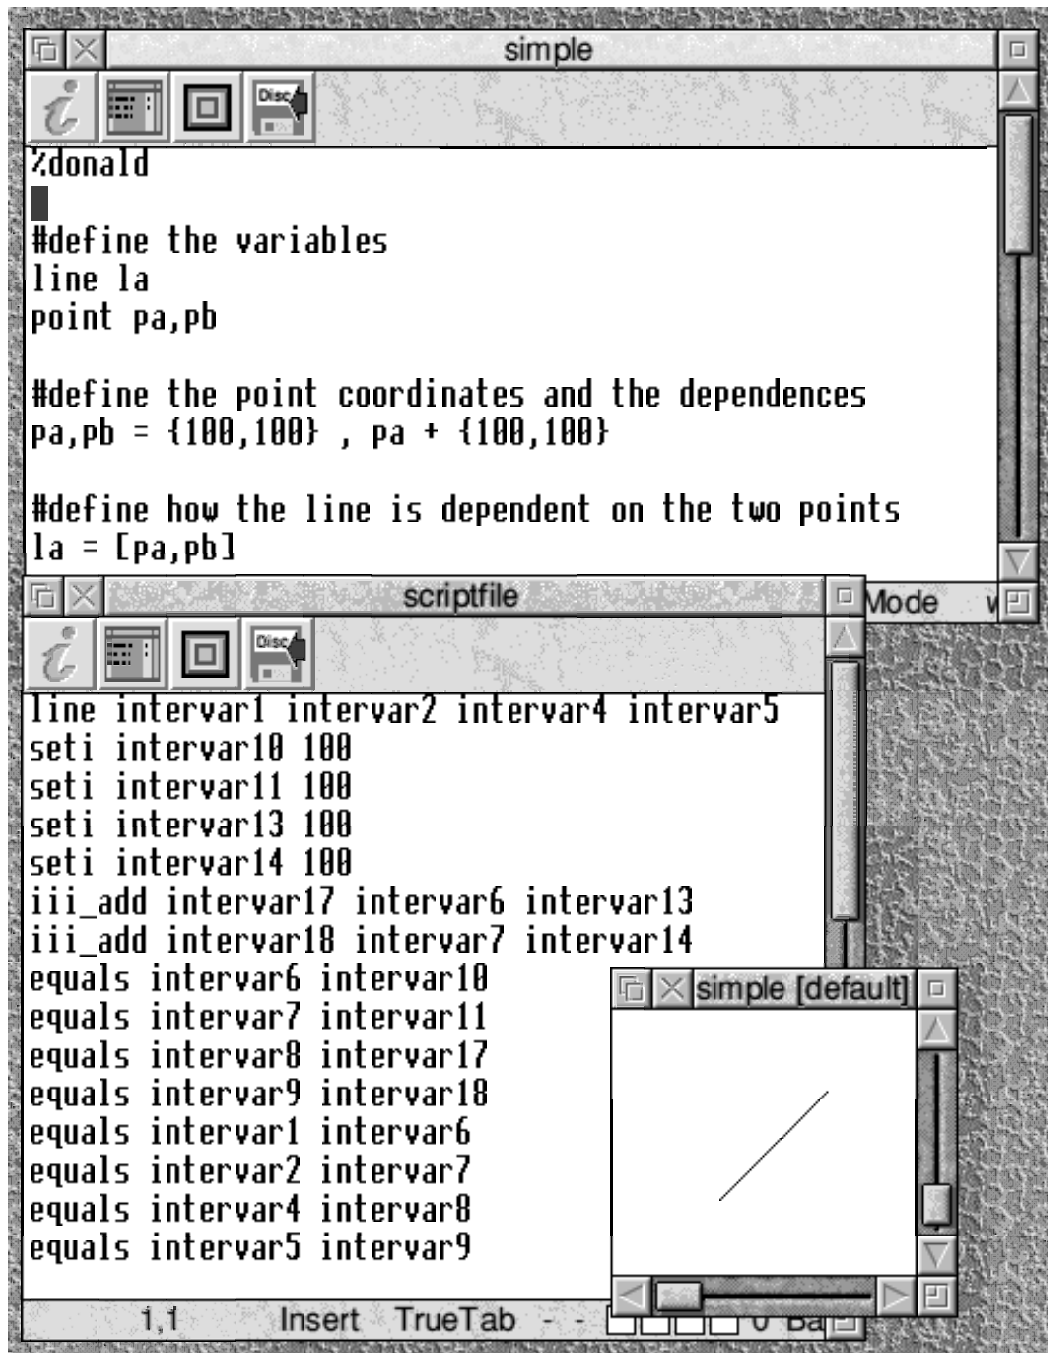 simple
Disc
%donald
#define the variables
line la
point pa,pb
#define the point coordinates and the dependences
pa,pb = {100,100} , pa + {100,100}
#define how the line is dependent on the two points
la = [pa,pb]
Mode
scriptfile
Disc
line intervar1 intervar2 intervar4 intervar5
seti intervar10 100
seti intervar11 100
seti intervar13 100
seti intervar14 100
iii_add intervar17 intervar6 intervar13
iii_add intervar18 intervar7 intervar14
equals intervar6 intervar10
equals intervar7 intervar11
equals intervar8 intervar17
equals intervar9 intervar18
equals intervar1 intervar6
equals intervar2 intervar7
equals intervar4 intervar8
equals intervar5 intervar9
simple [default]
1,1 Insert TrueTab - -